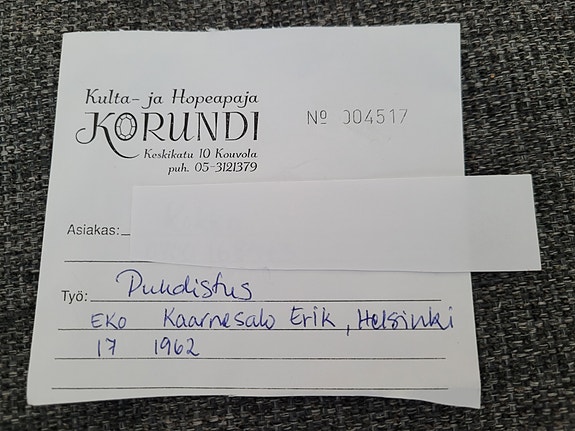 Kulta- ja Hopeapaja
KORUNDI
Keskikatu 10 Kouvola
puh. 05-3121379
Nº 004517
Asiakas:
Työ: Puhdistus
EKO Kaarnesalo Erik, Helsinki
17 1962